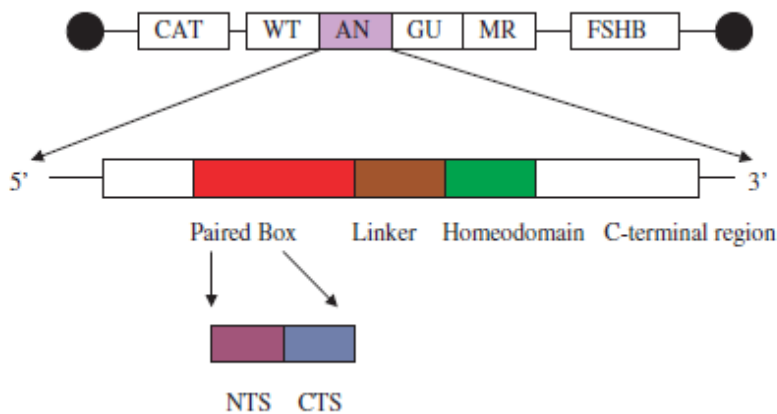 CAT WT AN GU MR FSHB
5’ 3’
Paired Box Linker Homeodomain C-terminal region
NTS CTS